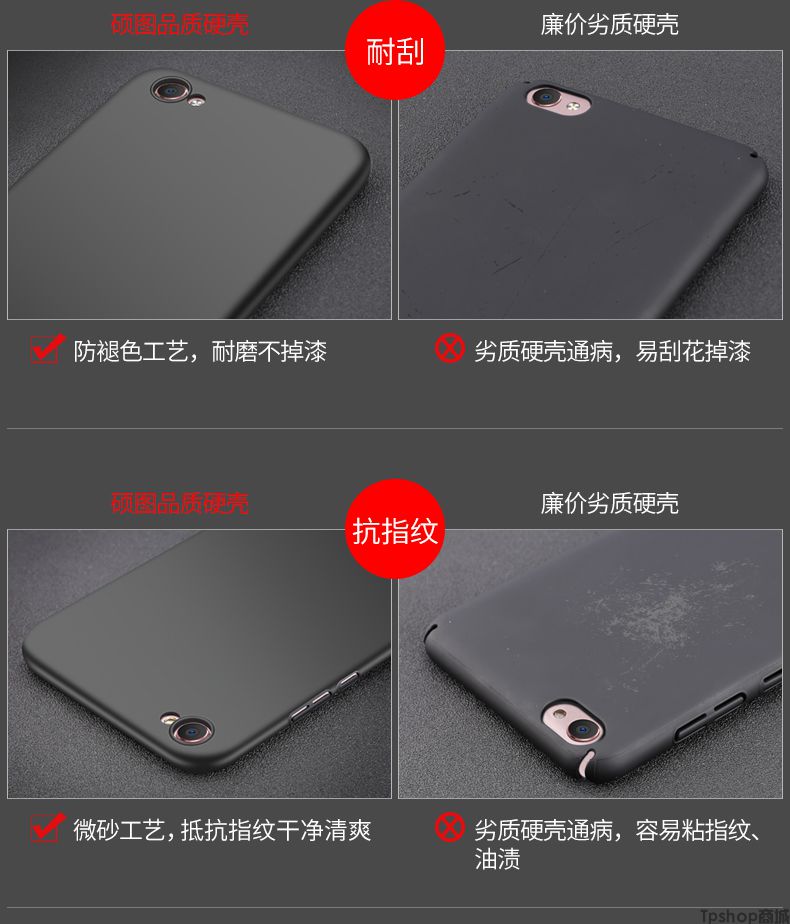 硕图品质硬壳
耐刮
廉价劣质硬壳
防褪色工艺，耐磨不掉漆
劣质硬壳通病，易刮花掉漆
硕图品质硬壳
抗指纹
廉价劣质硬壳
微砂工艺，抵抗指纹干净清爽
劣质硬壳通病，容易粘指纹、
油渍
Tpshop商城